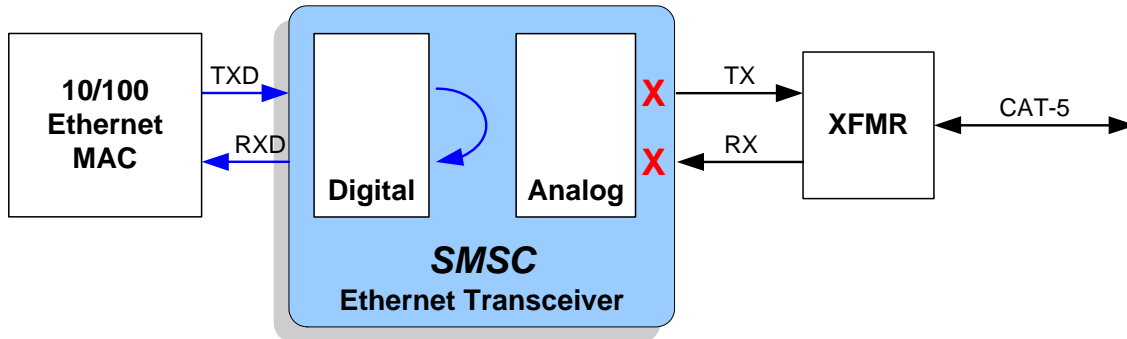 10/100
Ethernet
MAC
TXD
RXD
Digital
Analog
X
X
SMSC
Ethernet Transceiver
TX
RX
XFMR
CAT-5